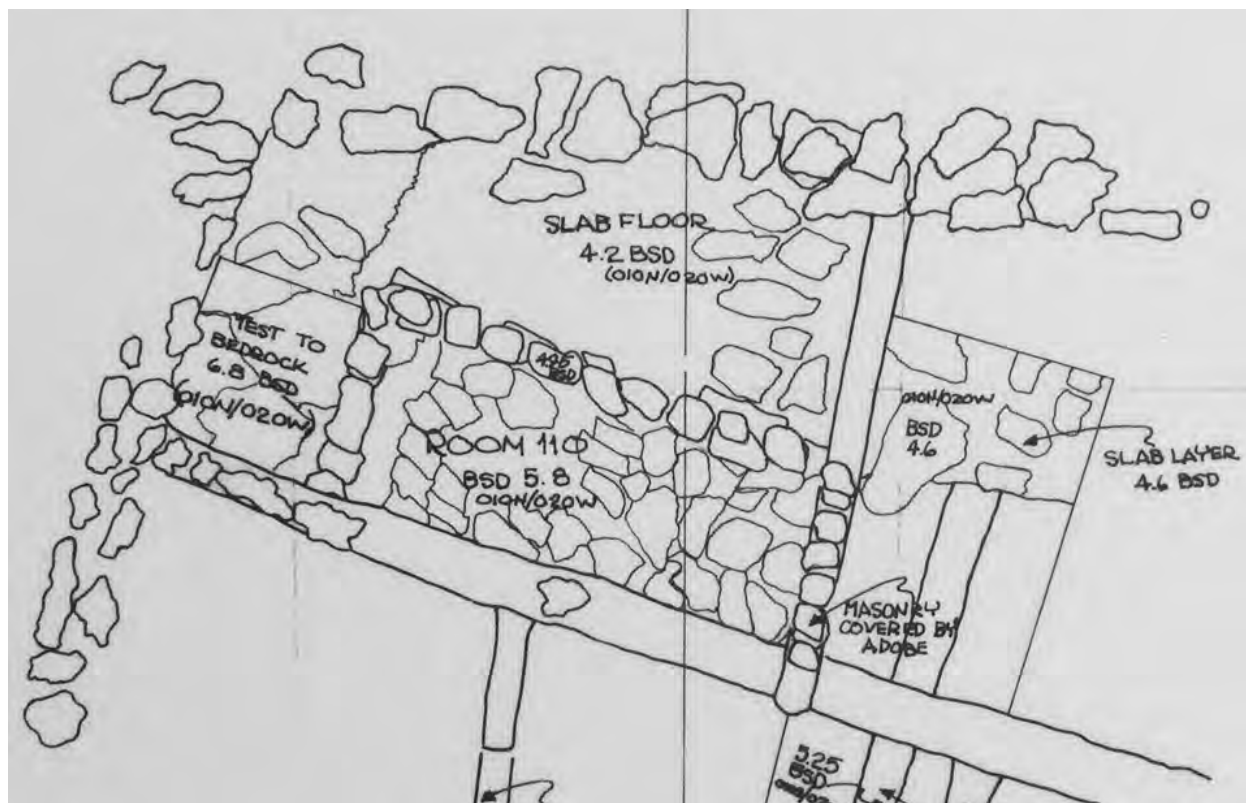 SLAB FLOOR
4.2 BSD
(010N/020W)
TEST TO
BEDROCK
6.8 BSD
(010N/020W)
4.95
BSD
ROOM 110
BSD 5.8
010N/020W
010N/020W
BSD
4.6
SLAB LAYER
4.6 BSD
MASONRY
COVERED BY
ADOBE
5.25
BSD